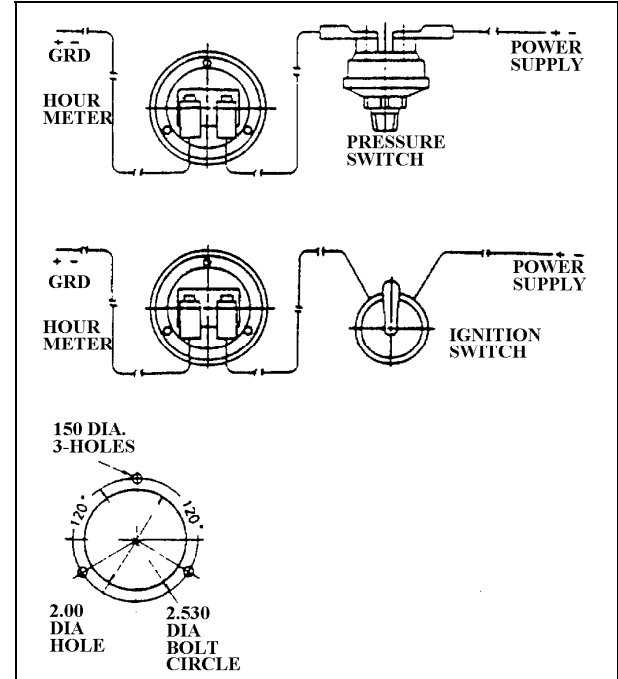 + -
GRD
HOUR
METER
PRESSURE
SWITCH
+ -
POWER
SUPPLY
+ -
GRD
HOUR
METER
IGNITION
SWITCH
+ -
POWER
SUPPLY
150 DIA.
3-HOLES
120°
120°
2.00
DIA
HOLE
2.530
DIA
BOLT
CIRCLE